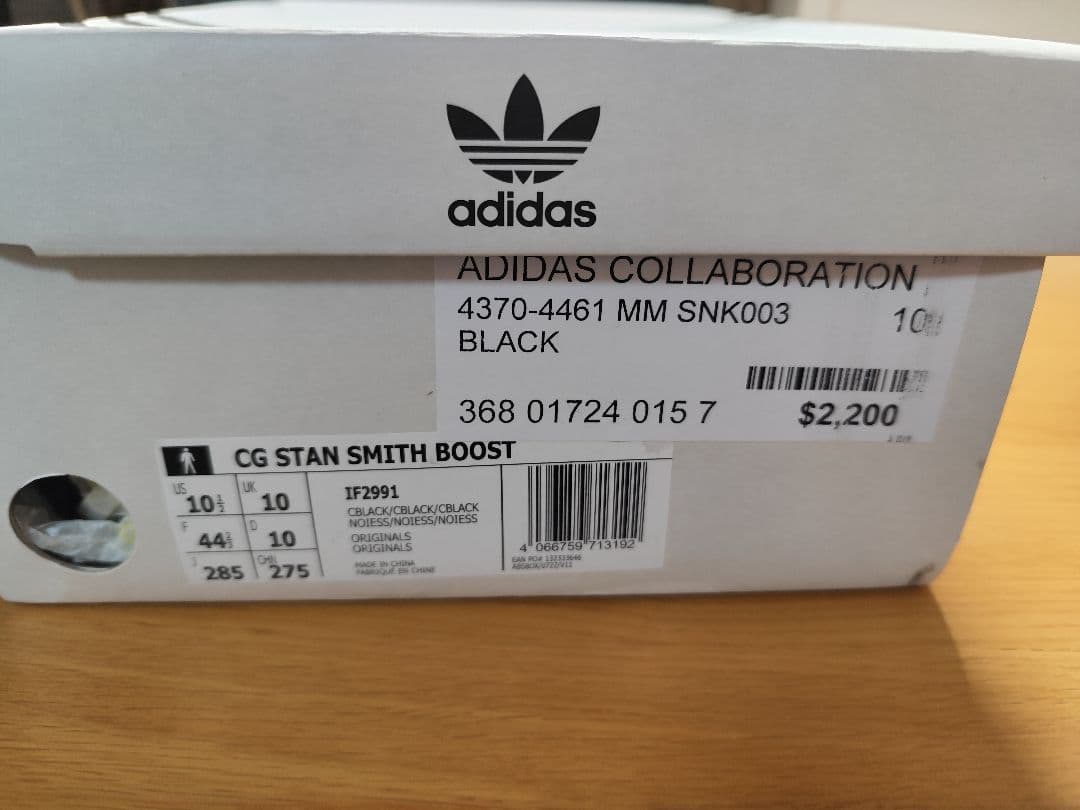 adidas
ADIDAS COLLABORATION
4370-4461 MM SNK003
BLACK
368 01724 015 7
$2,200
CG STAN SMITH BOOST
US 10½
UK 10
F 44⅔
D 10
J 285
CHN 275
IF2991
CBLACK/CBLACK/CBLACK
NOIESS/NOIESS/NOIESS
ORIGINALS
ORIGINALS
MADE IN CHINA
FABRIQUÉ EN CHINE
4 066759 713192